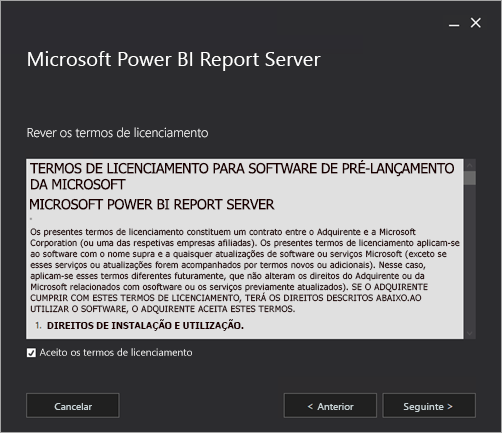 Microsoft Power BI Report Server
Rever os termos de licenciamento
TERMOS DE LICENCIAMENTO PARA SOFTWARE DE PRÉ-LANÇAMENTO
DA MICROSOFT
MICROSOFT POWER BI REPORT SERVER
Os presentes termos de licenciamento constituem um contrato entre o Adquirente e a Microsoft
Corporation (ou uma das respetivas empresas afiliadas). Os presentes termos de licenciamento aplicam-se
ao software com o nome supra e a quaisquer atualizações de software ou serviços Microsoft (exceto se
esses serviços ou atualizações forem acompanhados por termos novos ou adicionais). Nesse caso,
aplicam-se esses termos diferentes futuramente, que não alteram os direitos do Adquirente ou da
Microsoft relacionados com osoftware ou os serviços previamente atualizados). SE O ADQUIRENTE
CUMPRIR COM ESTES TERMOS DE LICENCIAMENTO, TERÁ OS DIREITOS DESCRITOS ABAIXO.AO
UTILIZAR O SOFTWARE, O ADQUIRENTE ACEITA ESTES TERMOS.
1. DIREITOS DE INSTALAÇÃO E UTILIZAÇÃO.
Aceito os termos de licenciamento
Cancelar
< Anterior
Seguinte >